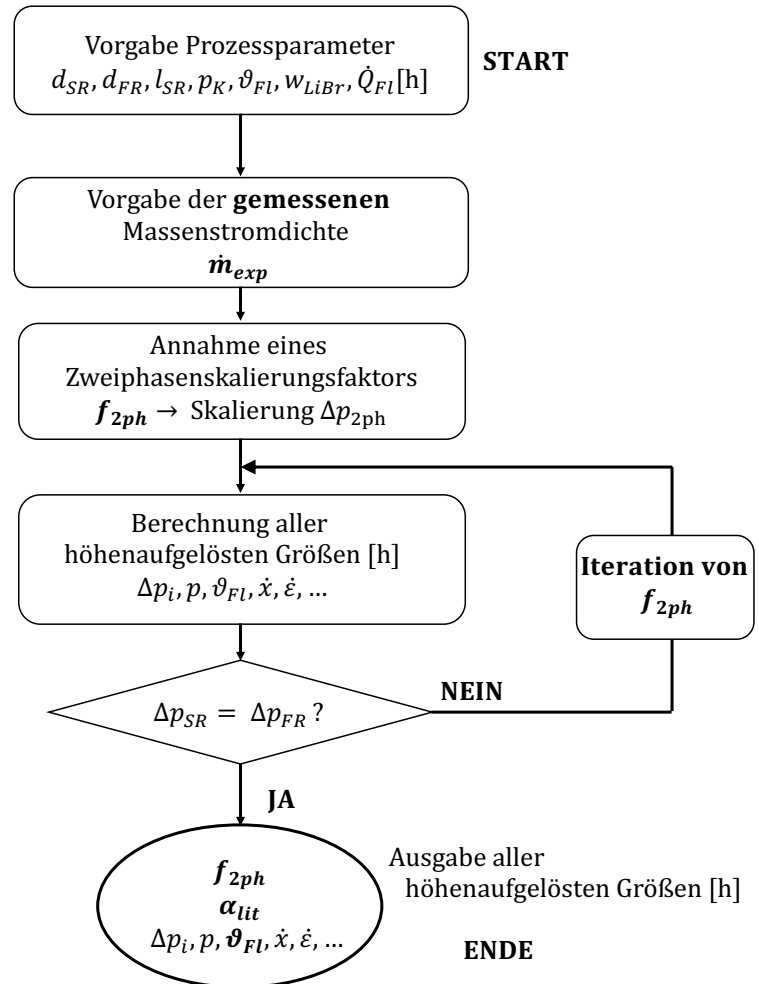 Vorgabe Prozessparameter
d_SR, d_FR, l_SR, p_K, ϑ_Fl, w_LiBr, Q̇_Fl[h]
START
Vorgabe der gemessenen
Massenstromdichte
ṁ_exp
Annahme eines
Zweiphasenskalierungsfaktors
f_2ph → Skalierung Δp_2ph
Berechnung aller
höhenaufgelösten Größen [h]
Δp_i, p, ϑ_Fl, ẋ, ε̇, …
Iteration von
f_2ph
NEIN
Δp_SR = Δp_FR ?
JA
f_2ph
α_lit
Δp_i, p, ϑ_Fl, ẋ, ε̇, …
Ausgabe aller
höhenaufgelösten Größen [h]
ENDE